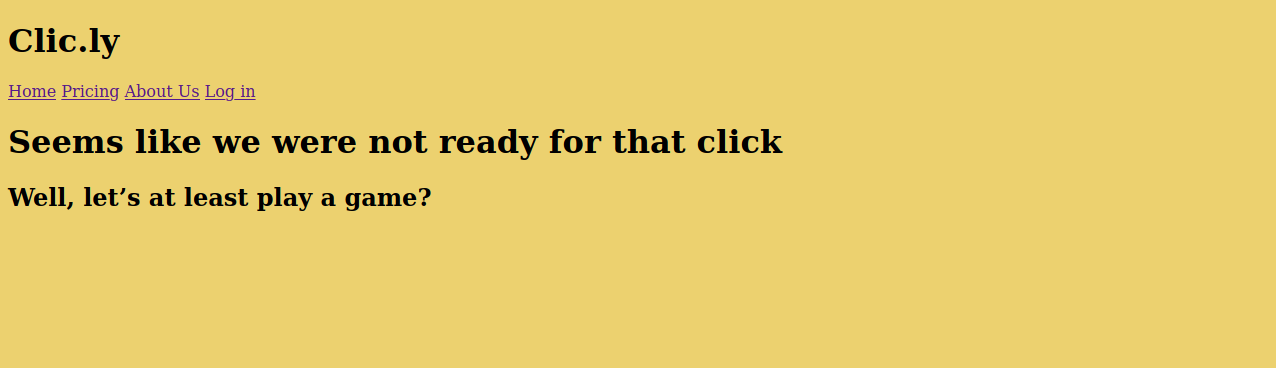 Clic.ly
Home Pricing About Us Log in
Seems like we were not ready for that click
Well, let’s at least play a game?